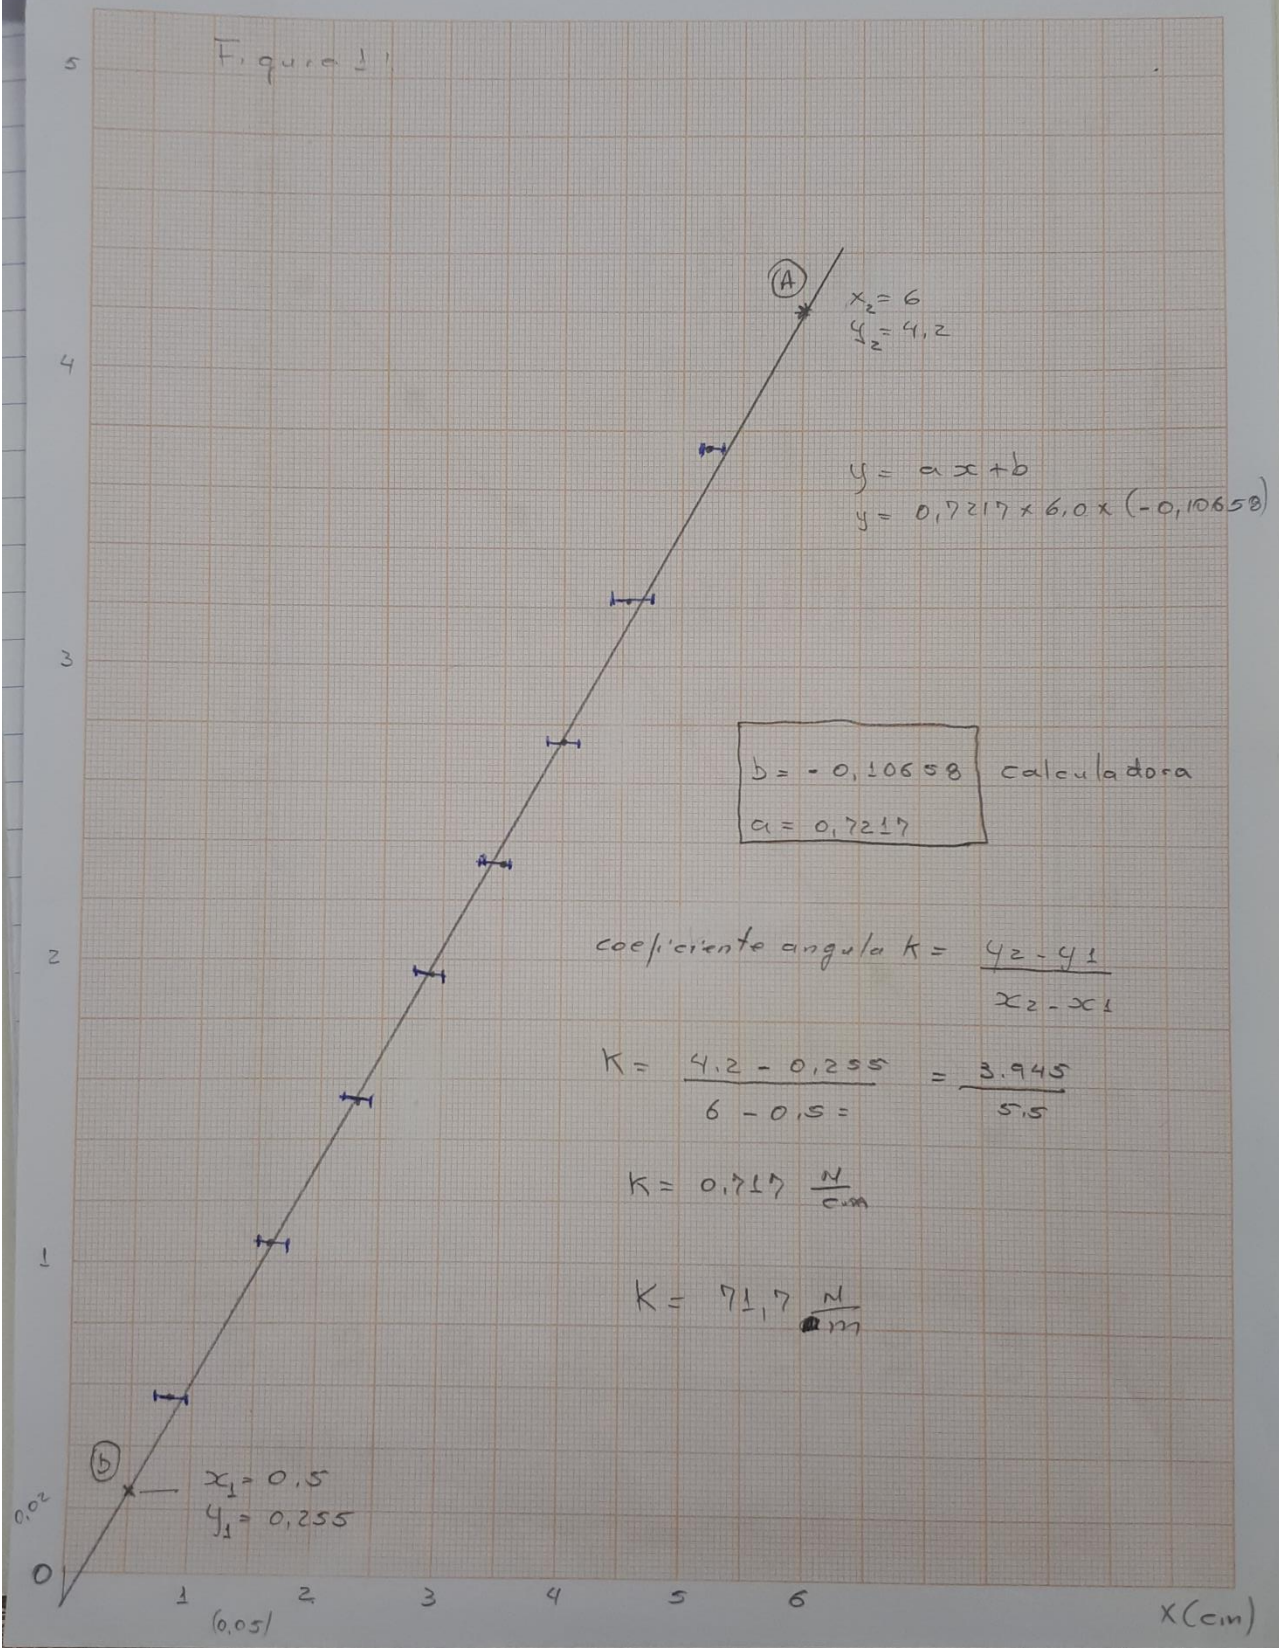 Figura 1:
5
A
x₂ = 6
y₂ = 4,2
4
y = ax + b
y = 0,7217 x 6,0 x (-0,10658)
3
b = - 0,10658 calculadora
a = 0,7217
2
coeficiente angula K = y2 - y1
x2 - x1
K = 4.2 - 0,255 = 3.945
6 - 0,5 = 5,5
K = 0,717 N
cm
1
K = 71,7 N
m
b
x₁ = 0,5
y₁ = 0,255
0,02
0
1 2 3 4 5 6 X(cm)
(0,05)